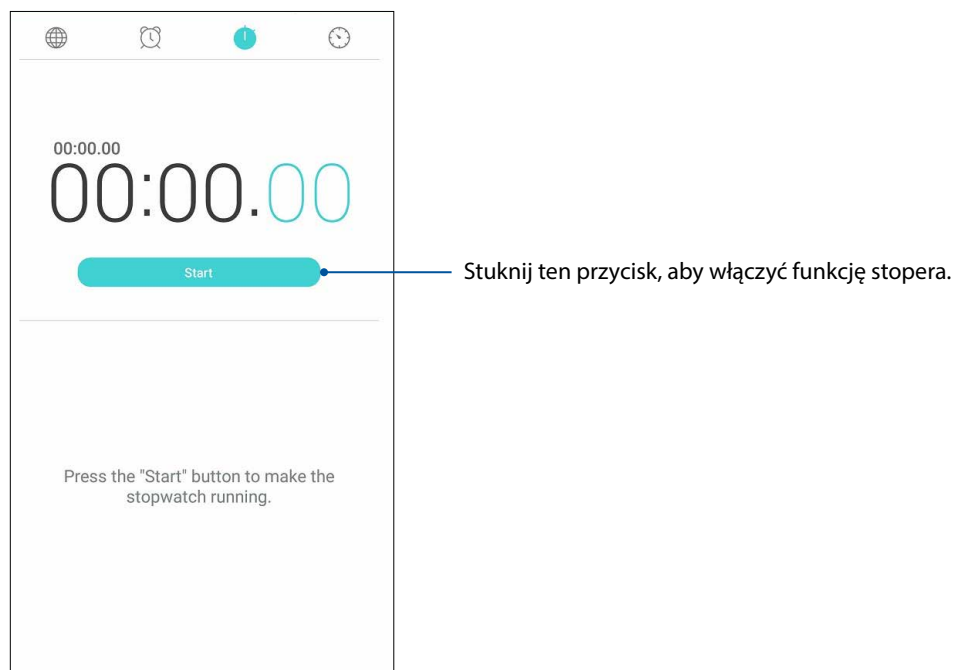 00:00.00
00:00.00
Start
Stuknij ten przycisk, aby włączyć funkcję stopera.
Press the "Start" button to make the
stopwatch running.